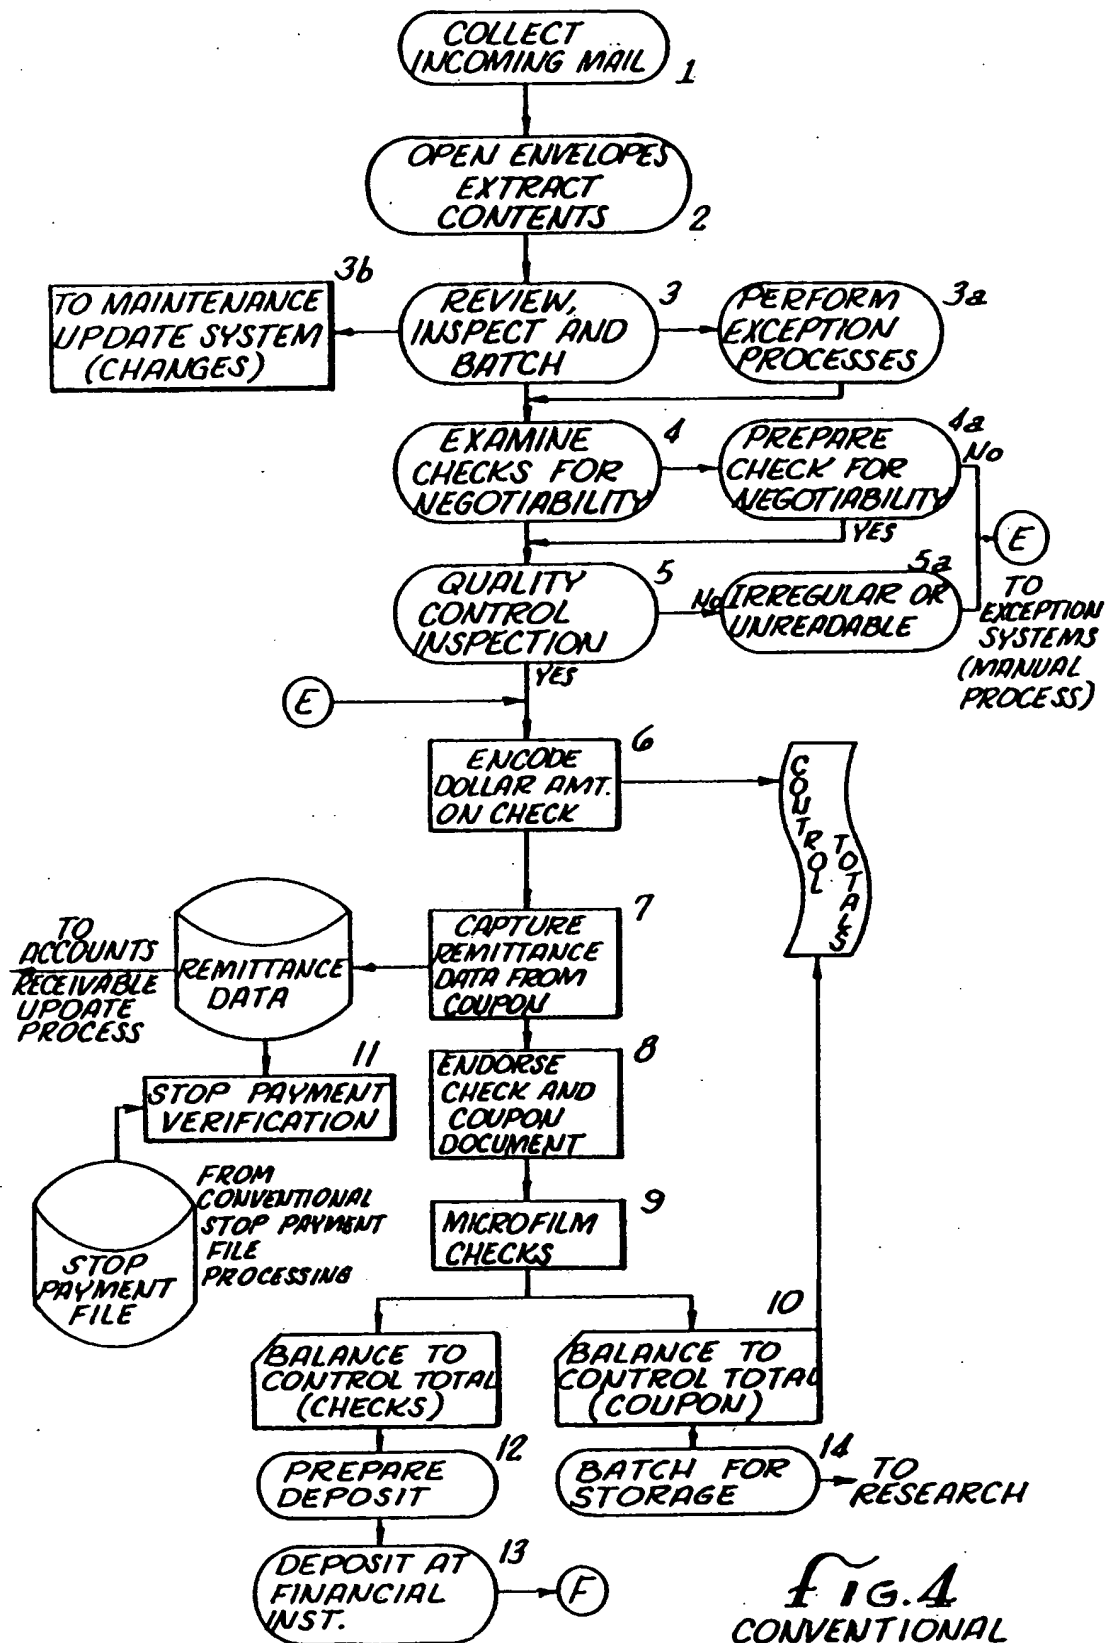 COLLECT
INCOMING MAIL
1
OPEN ENVELOPES
EXTRACT
CONTENTS
2
3b
TO MAINTENANCE
UPDATE SYSTEM
(CHANGES)
REVIEW,
INSPECT AND
BATCH
3
PERFORM
EXCEPTION
PROCESSES
3a
EXAMINE
CHECKS FOR
NEGOTIABILITY
4
PREPARE
CHECK FOR
NEGOTIABILITY
4a
No
YES
E
TO
EXCEPTION
SYSTEMS
(MANUAL
PROCESS)
QUALITY
CONTROL
INSPECTION
5
No
5a
IRREGULAR OR
UNREADABLE
YES
E
6
ENCODE
DOLLAR AMT.
ON CHECK
CONTROL
TOTALS
7
CAPTURE
REMITTANCE
DATA FROM
COUPON
REMITTANCE
DATA
TO
ACCOUNTS
RECEIVABLE
UPDATE
PROCESS
8
ENDORSE
CHECK AND
COUPON
DOCUMENT
11
STOP PAYMENT
VERIFICATION
FROM
CONVENTIONAL
STOP PAYMENT
FILE
PROCESSING
STOP
PAYMENT
FILE
9
MICROFILM
CHECKS
10
BALANCE TO
CONTROL TOTAL
(CHECKS)
BALANCE TO
CONTROL TOTAL
(COUPON)
12
PREPARE
DEPOSIT
14
BATCH FOR
STORAGE
TO
RESEARCH
13
DEPOSIT AT
FINANCIAL
INST.
F
FIG.4
CONVENTIONAL